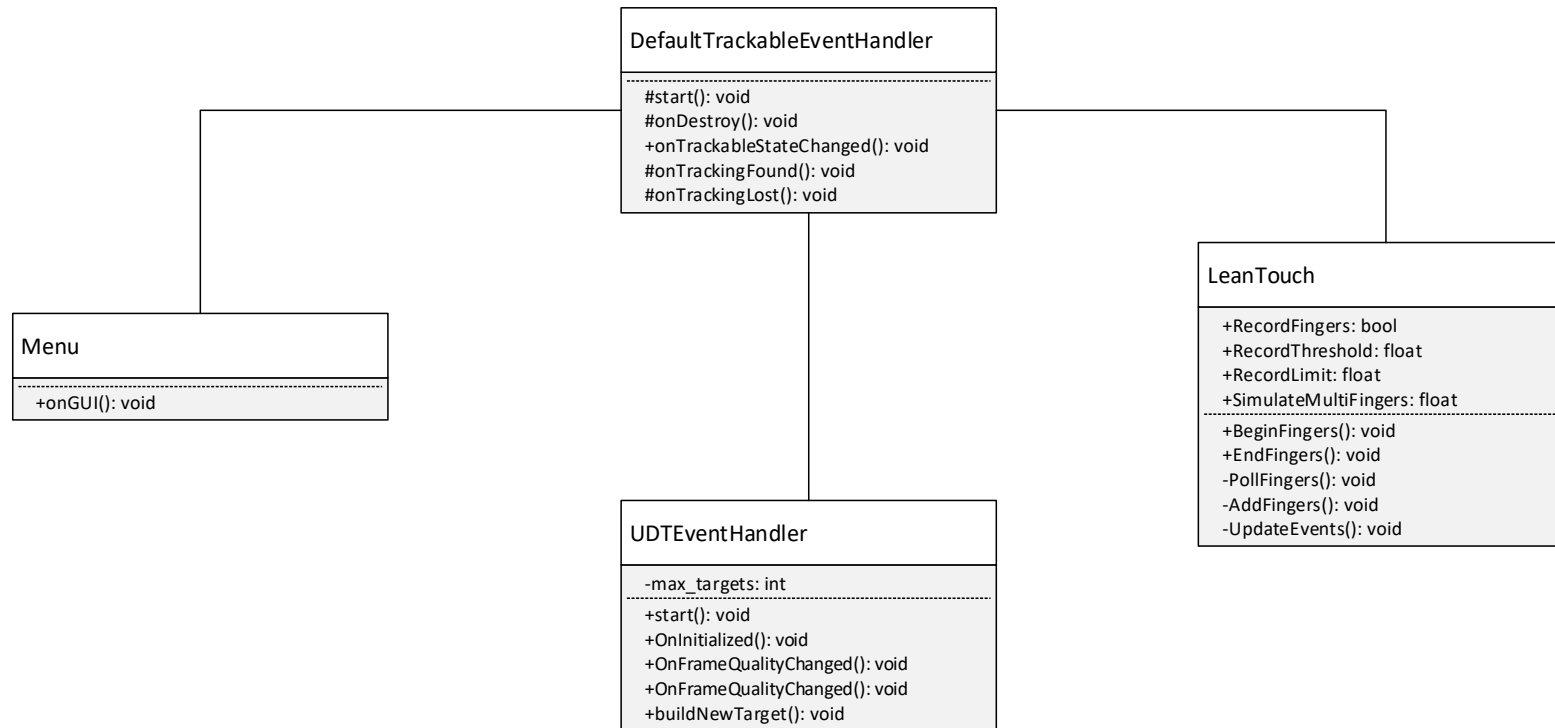 DefaultTrackableEventHandler
#start(): void
#onDestroy(): void
+onTrackableStateChanged(): void
#onTrackingFound(): void
#onTrackingLost(): void
Menu
+onGUI(): void
LeanTouch
+RecordFingers: bool
+RecordThreshold: float
+RecordLimit: float
+SimulateMultiFingers: float
+BeginFingers(): void
+EndFingers(): void
-PollFingers(): void
-AddFingers(): void
-UpdateEvents(): void
UDTEventHandler
-max_targets: int
+start(): void
+OnInitialized(): void
+OnFrameQualityChanged(): void
+OnFrameQualityChanged(): void
+buildNewTarget(): void